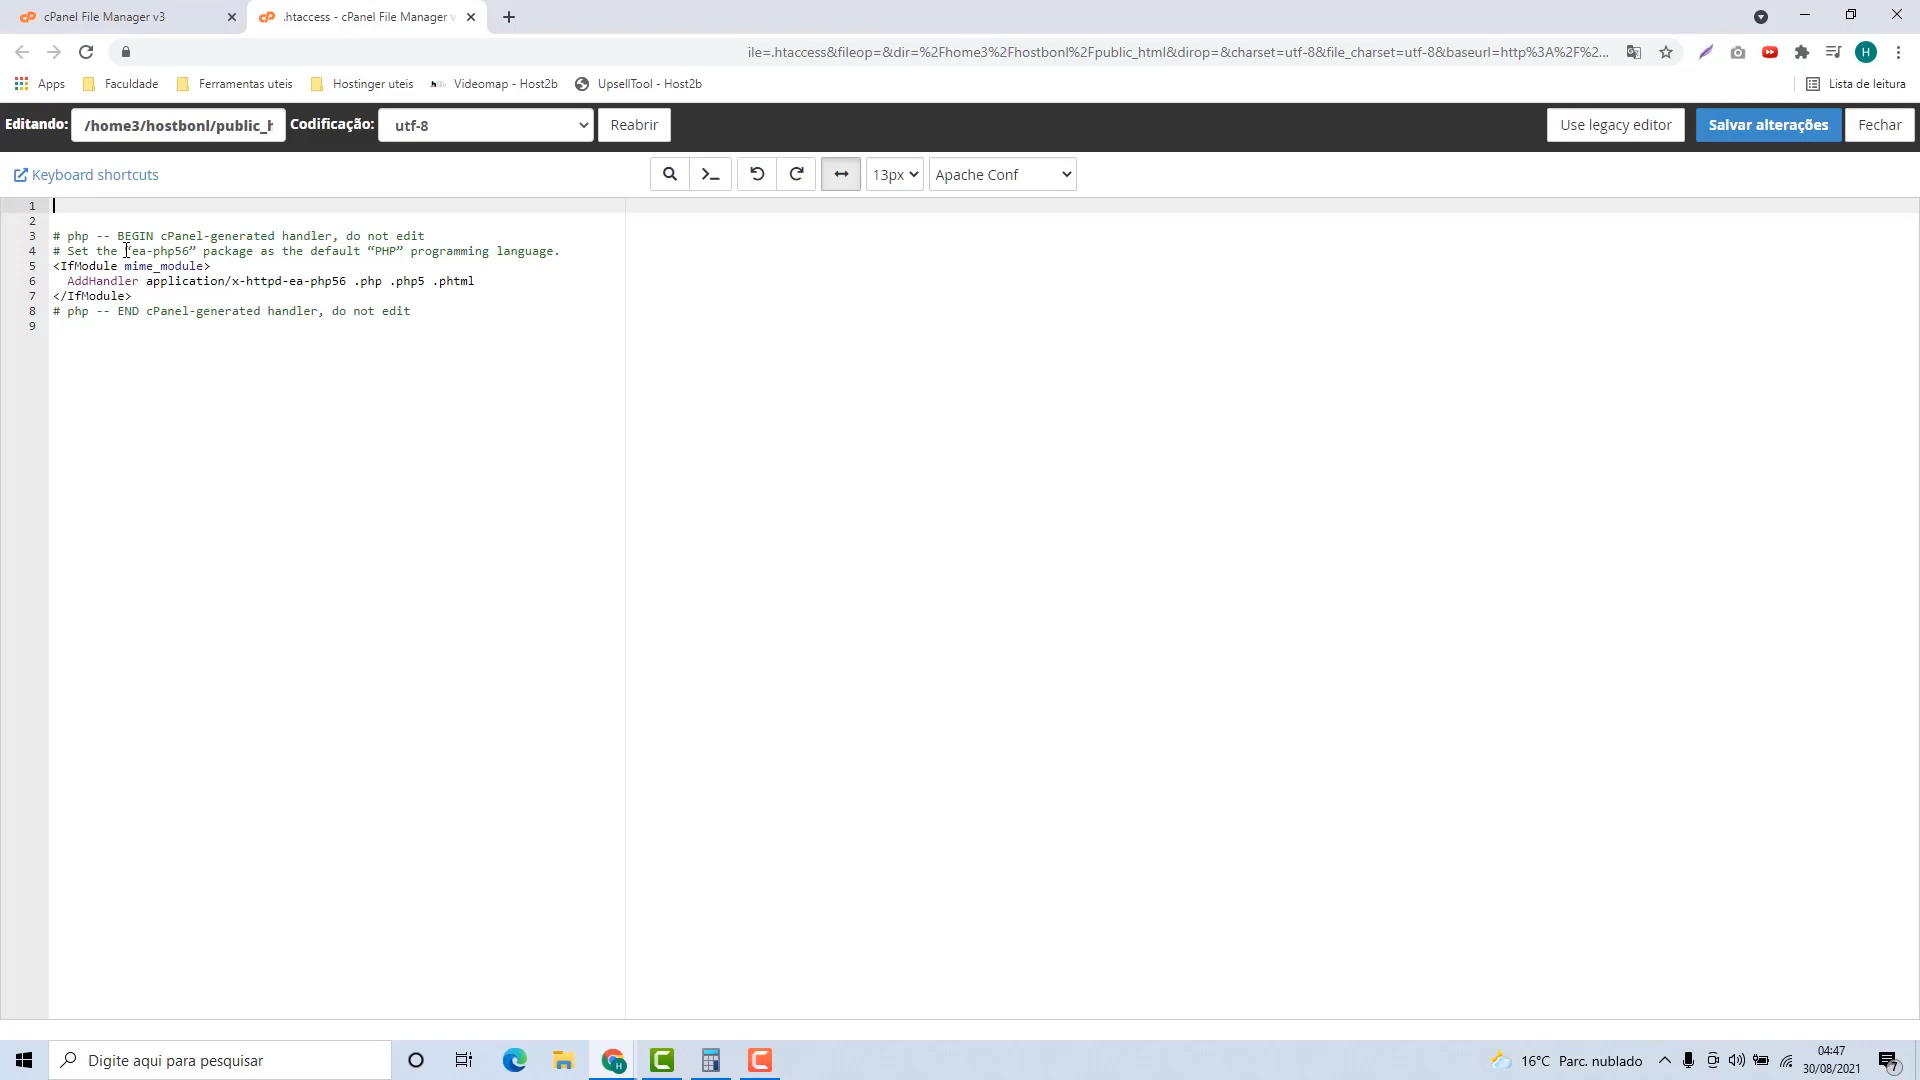 cPanel File Manager v3
.htaccess - cPanel File Manager v
ile=.htaccess&fileop=&dir=%2Fhome3%2Fhostbonl%2Fpublic_html&dirop=&charset=utf-8&file_charset=utf-8&baseurl=http%3A%2F%2...
H
Apps
Faculdade
Ferramentas uteis
Hostinger uteis
Videomap - Host2b
UpsellTool - Host2b
Lista de leitura
Editando:
/home3/hostbonl/public_h
Codificação:
utf-8
Reabrir
Use legacy editor
Salvar alterações
Fechar
Keyboard shortcuts
13px
Apache Conf
1
2
3 # php -- BEGIN cPanel-generated handler, do not edit
4 # Set the “ea-php56” package as the default “PHP” programming language.
5 <IfModule mime_module>
6 AddHandler application/x-httpd-ea-php56 .php .php5 .phtml
7 </IfModule>
8 # php -- END cPanel-generated handler, do not edit
9
Digite aqui para pesquisar
16°C Parc. nublado
04:47
30/08/2021
7